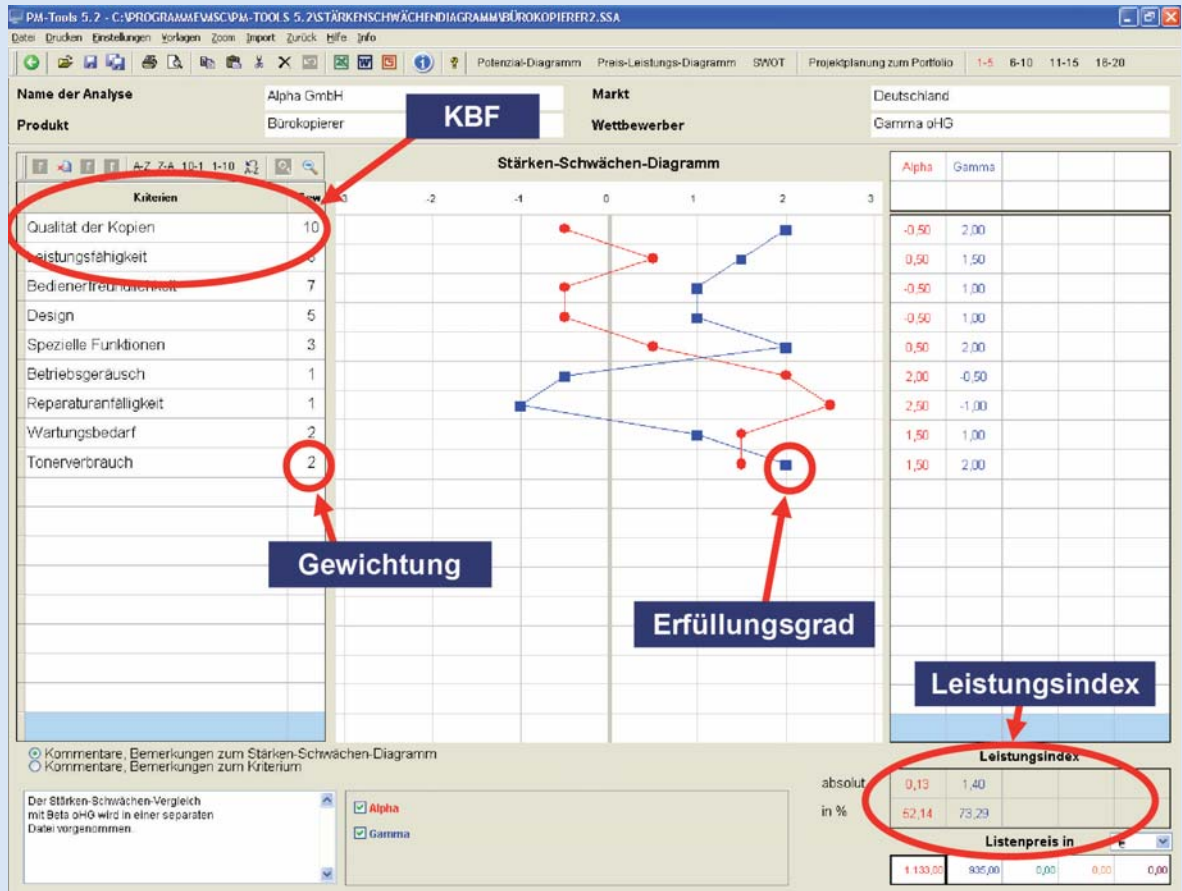 PM-Tools 5.2 - C:\PROGRAMME\MSC\PM-TOOLS 5.2\STÄRKENSCHWÄCHENDIAGRAMM\BÜROKOPIERER2.SSA
Datei Drucken Einstellungen Vorlagen Zoom Import Zurück Hilfe Info
Potenzial-Diagramm Preis-Leistungs-Diagramm SWOT Projektplanung zum Portfolio 1-5 6-10 11-15 16-20
Name der Analyse Alpha GmbH Markt Deutschland
Produkt Bürokopierer Wettbewerber Gamma oHG
KBF
A-Z Z-A 10-1 1-10 Stärken-Schwächen-Diagramm Alpha Gamma
Kriterien Gew. -3 -2 -1 0 1 2 3
Qualität der Kopien 10 -0,50 2,00
Leistungsfähigkeit 0,50 1,50
Bedienerfreundlichkeit 7 -0,50 1,00
Design 5 -0,50 1,00
Spezielle Funktionen 3 0,50 2,00
Betriebsgeräusch 1 2,00 -0,50
Reparaturanfälligkeit 1 2,50 -1,00
Wartungsbedarf 2 1,50 1,00
Tonerverbrauch 2 1,50 2,00
Gewichtung
Erfüllungsgrad
Leistungsindex
Kommentare, Bemerkungen zum Stärken-Schwächen-Diagramm
Kommentare, Bemerkungen zum Kriterium
Leistungsindex
absolut 0,13 1,40
in % 52,14 73,29
Der Stärken-Schwächen-Vergleich
mit Beta oHG wird in einer separaten
Datei vorgenommen.
Alpha
Gamma
Listenpreis in €
1.133,00 935,00 0,00 0,00 0,00